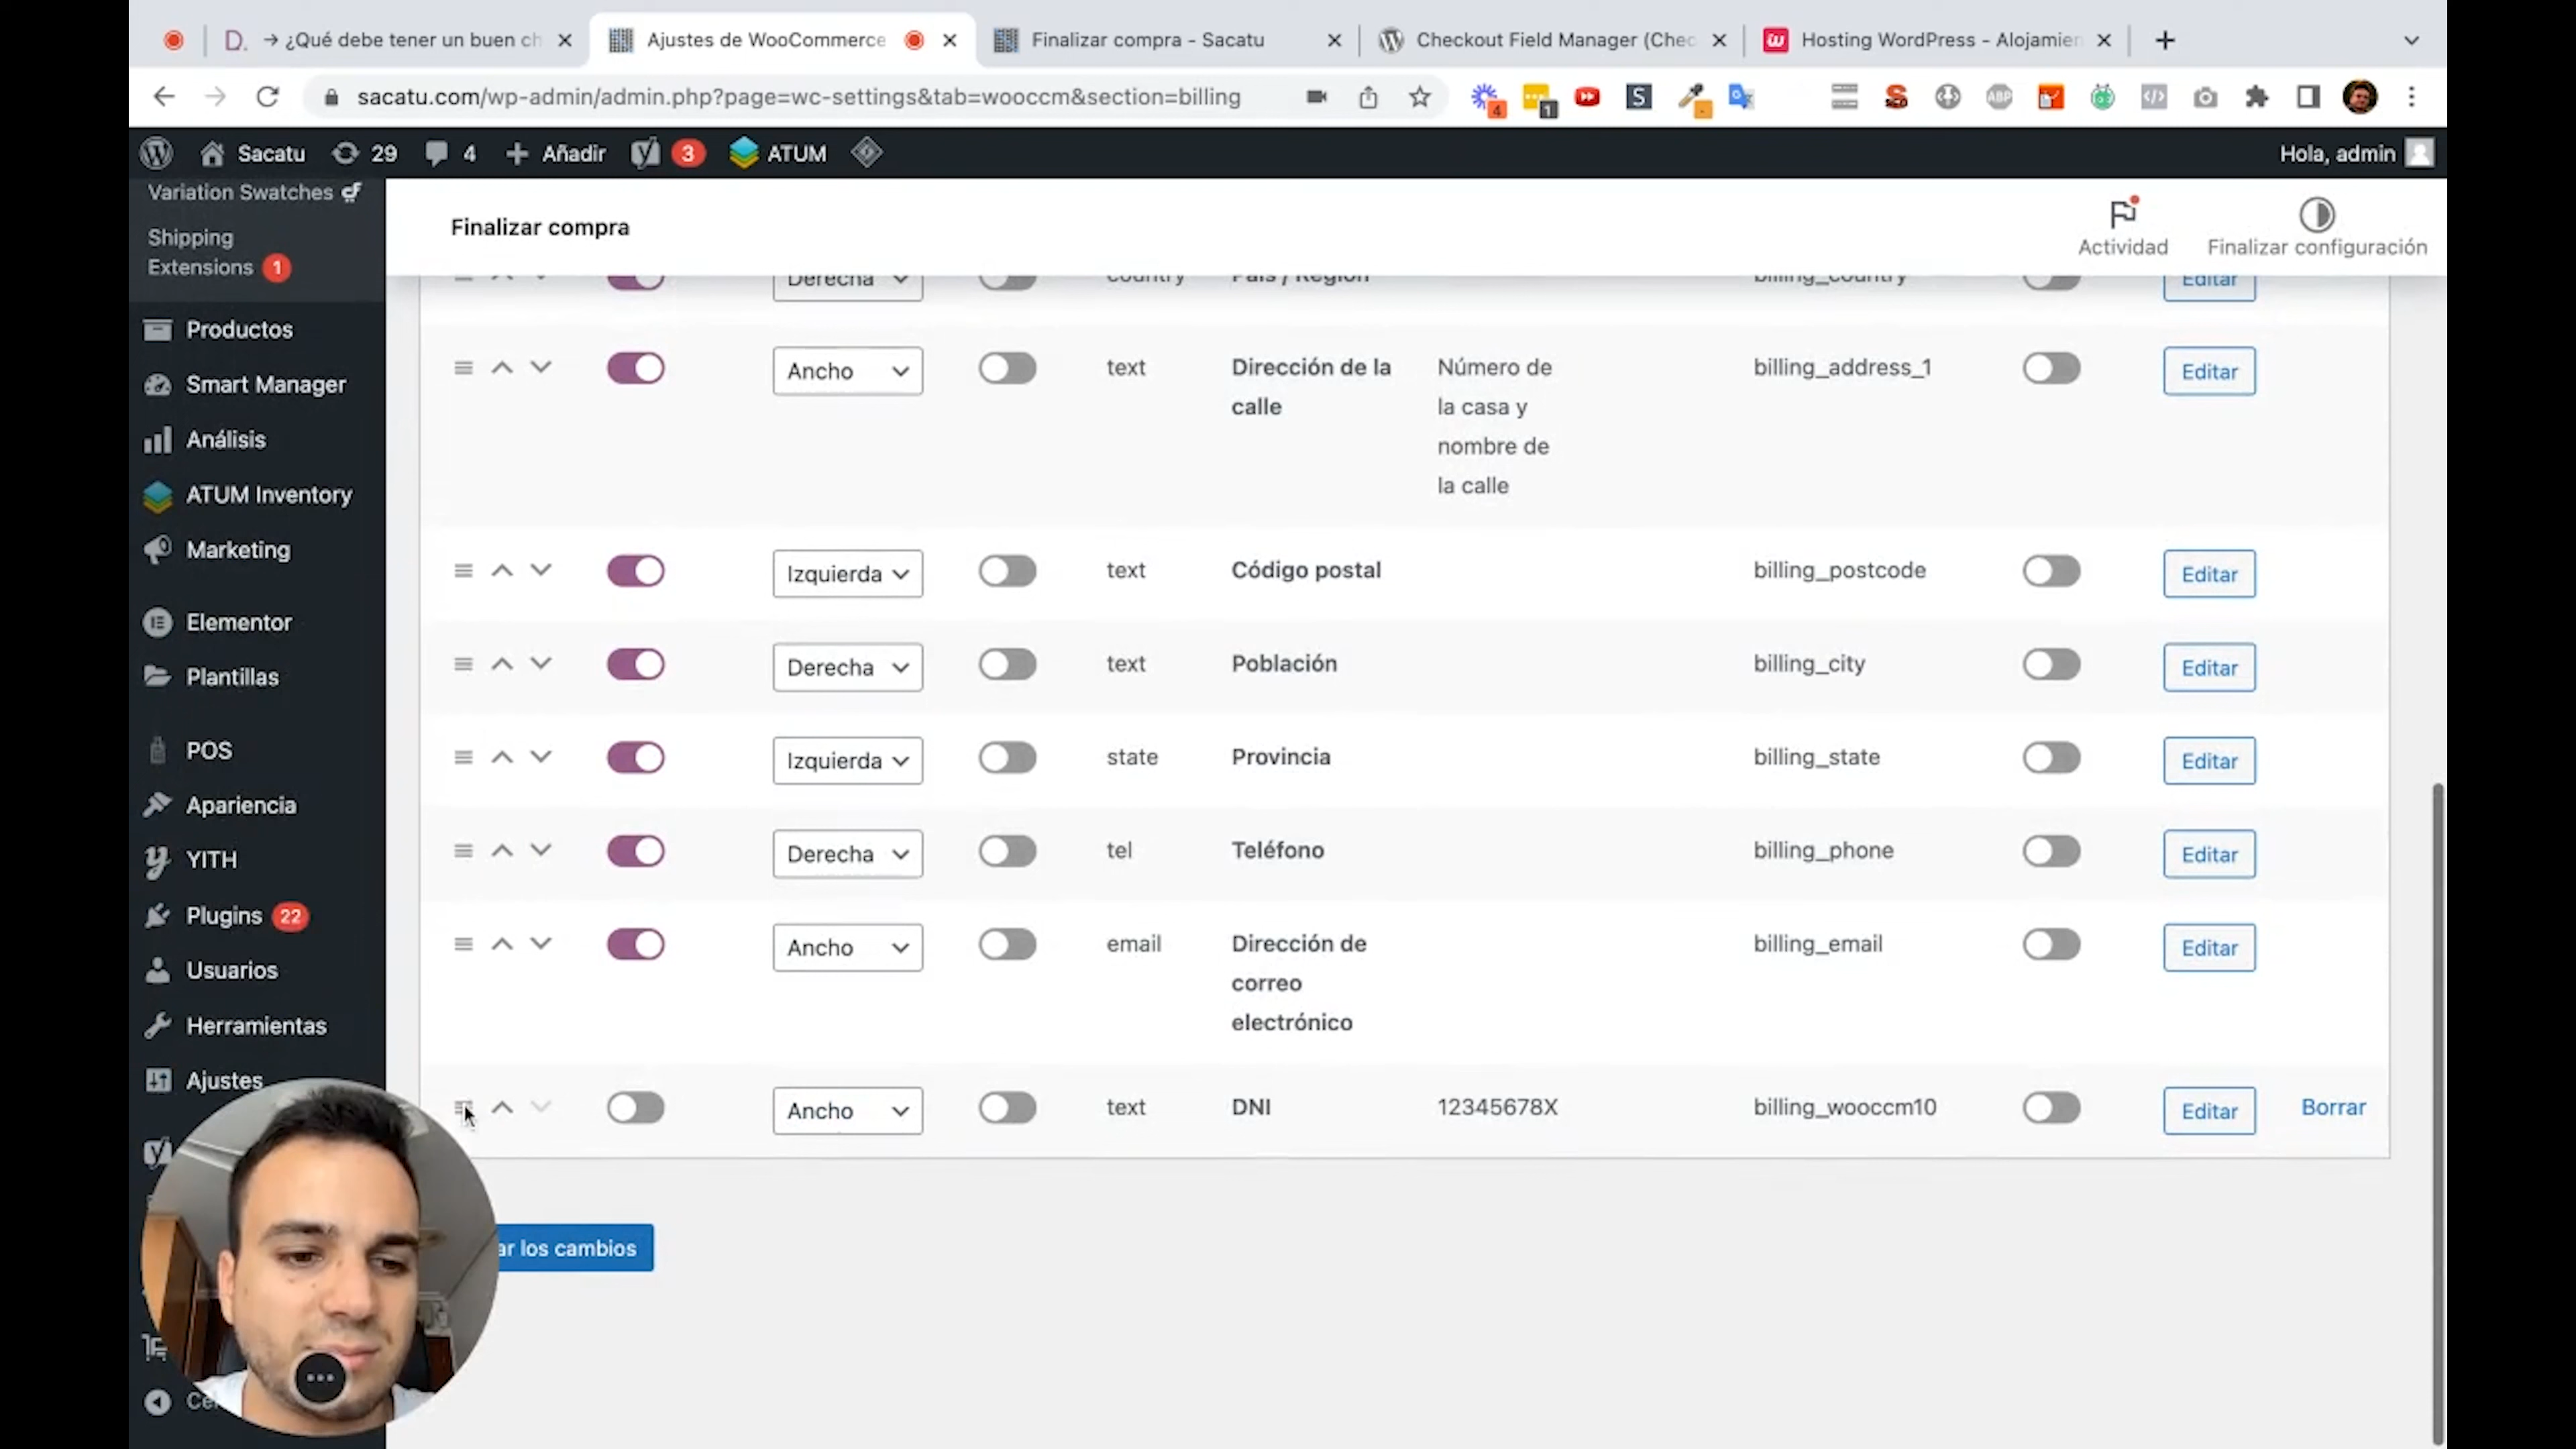 D. → ¿Qué debe tener un buen ch
Ajustes de WooCommerce
Finalizar compra - Sacatu
Checkout Field Manager (Chec
Hosting WordPress - Alojamien
sacatu.com/wp-admin/admin.php?page=wc-settings&tab=wooccm&section=billing
4
1
S
ABP
Sacatu 29 4 Añadir 3 ATUM
Hola, admin
Variation Swatches
Shipping
Extensions 1
Productos
Smart Manager
Análisis
ATUM Inventory
Marketing
Elementor
Plantillas
POS
Apariencia
YITH
Plugins 22
Usuarios
Herramientas
Ajustes
Finalizar compra
Actividad
Finalizar configuración
Derecha country País / Región billing_country Editar
Ancho text Dirección de la calle Número de la casa y nombre de la calle billing_address_1 Editar
Izquierda text Código postal billing_postcode Editar
Derecha text Población billing_city Editar
Izquierda state Provincia billing_state Editar
Derecha tel Teléfono billing_phone Editar
Ancho email Dirección de correo electrónico billing_email Editar
Ancho text DNI 12345678X billing_wooccm10 Editar Borrar
ar los cambios